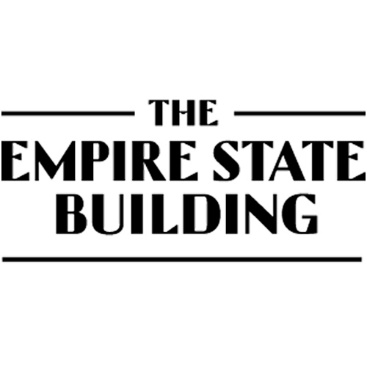 THE
EMPIRE STATE
BUILDING